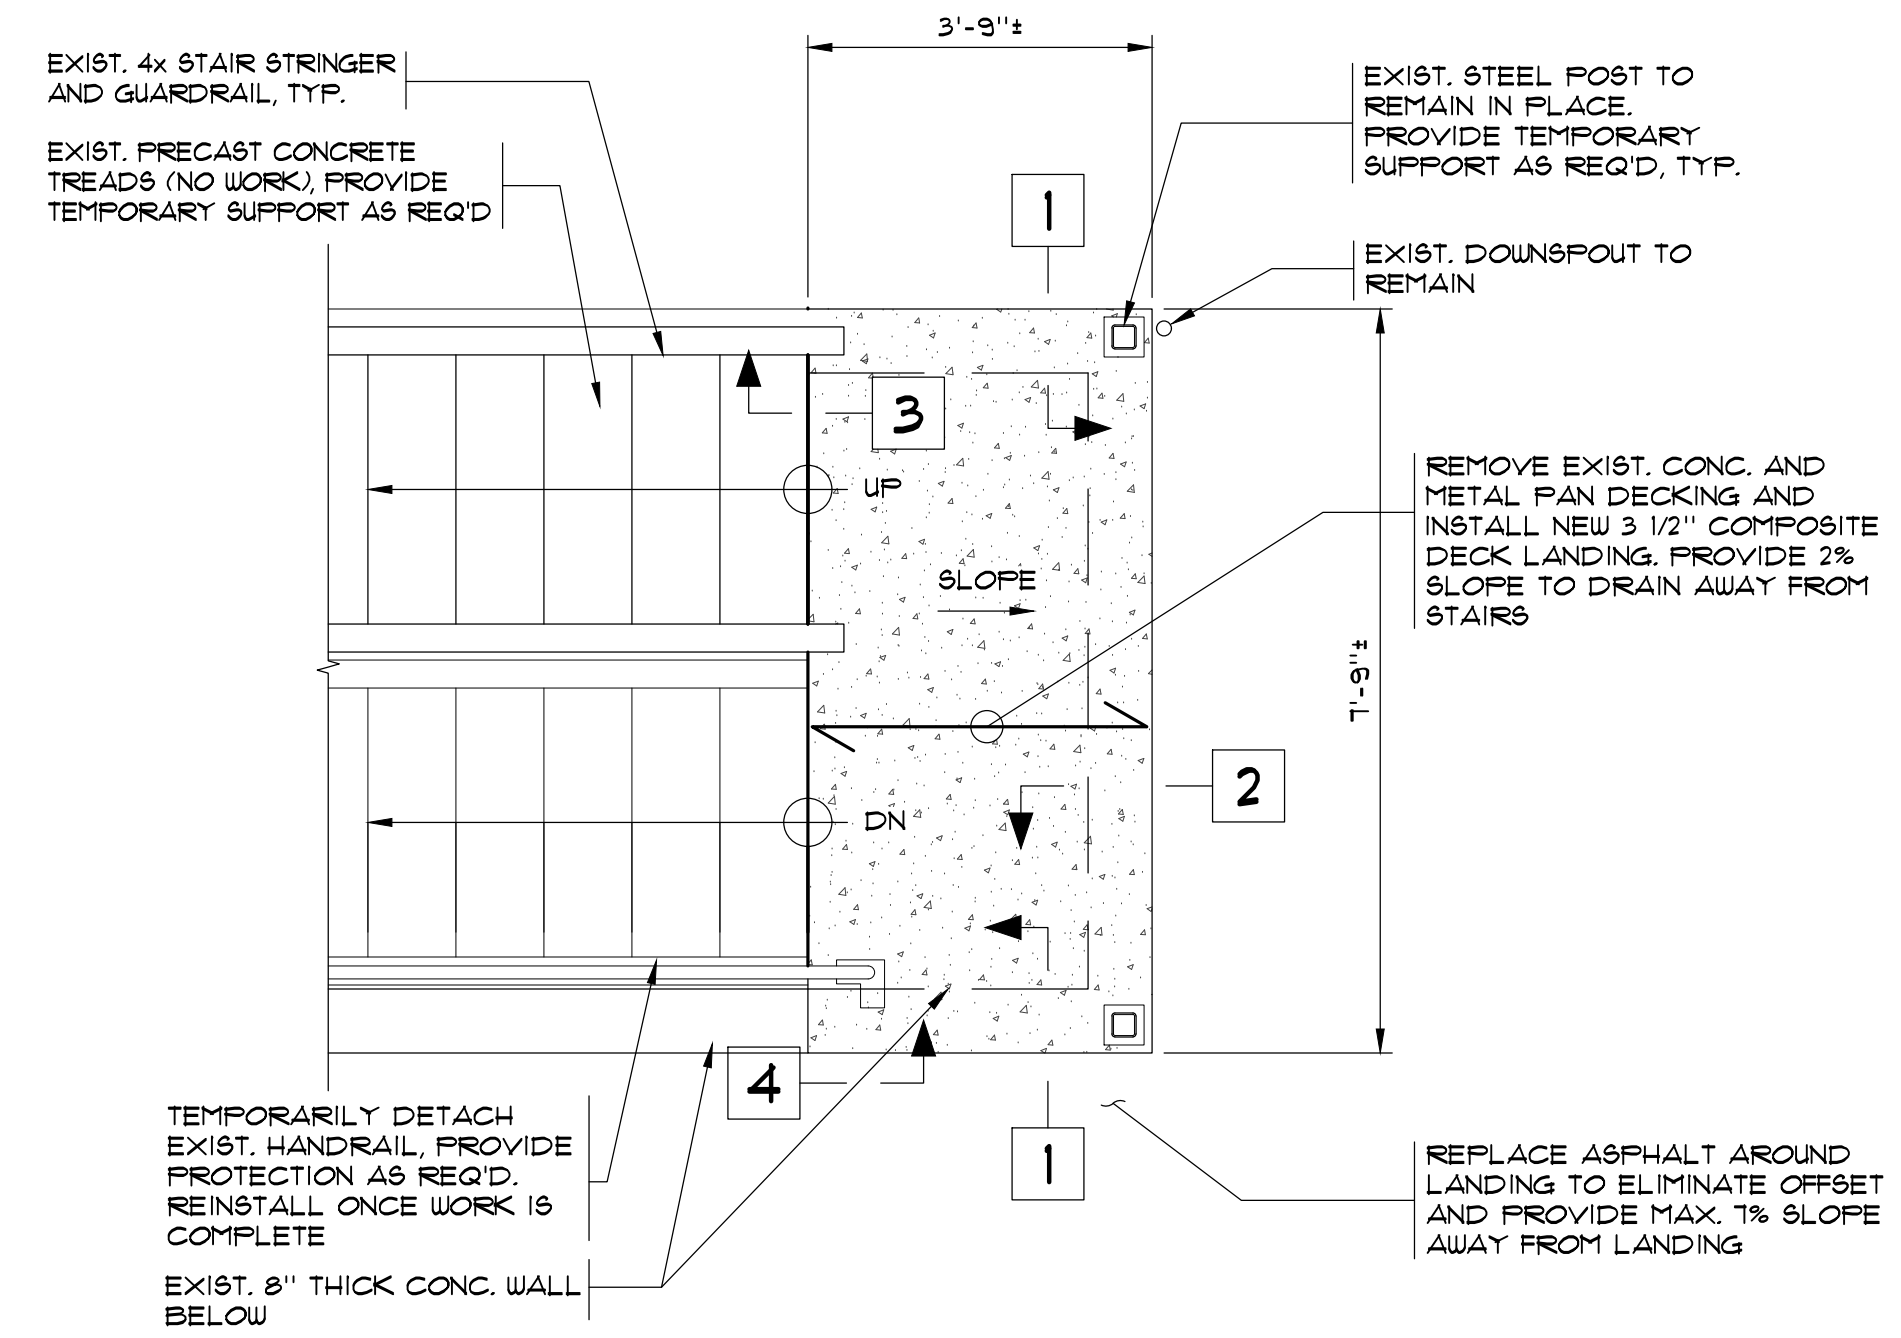 3'-9"±
EXIST. 4x STAIR STRINGER
AND GUARDRAIL, TYP.
EXIST. PRECAST CONCRETE
TREADS (NO WORK), PROVIDE
TEMPORARY SUPPORT AS REQ'D
EXIST. STEEL POST TO
REMAIN IN PLACE.
PROVIDE TEMPORARY
SUPPORT AS REQ'D, TYP.
1
EXIST. DOWNSPOUT TO
REMAIN
3
UP
REMOVE EXIST. CONC. AND
METAL PAN DECKING AND
INSTALL NEW 3 1/2" COMPOSITE
DECK LANDING. PROVIDE 2%
SLOPE TO DRAIN AWAY FROM
STAIRS
SLOPE
7'-9"±
2
DN
4
1
TEMPORARILY DETACH
EXIST. HANDRAIL, PROVIDE
PROTECTION AS REQ'D.
REINSTALL ONCE WORK IS
COMPLETE
EXIST. 8" THICK CONC. WALL
BELOW
REPLACE ASPHALT AROUND
LANDING TO ELIMINATE OFFSET
AND PROVIDE MAX. 7% SLOPE
AWAY FROM LANDING